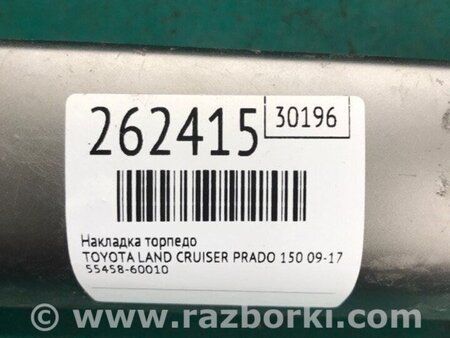 262415 30196
Накладка торпедо
TOYOTA LAND CRUISER PRADO 150 09-17
55458-60010
www.razborki.com